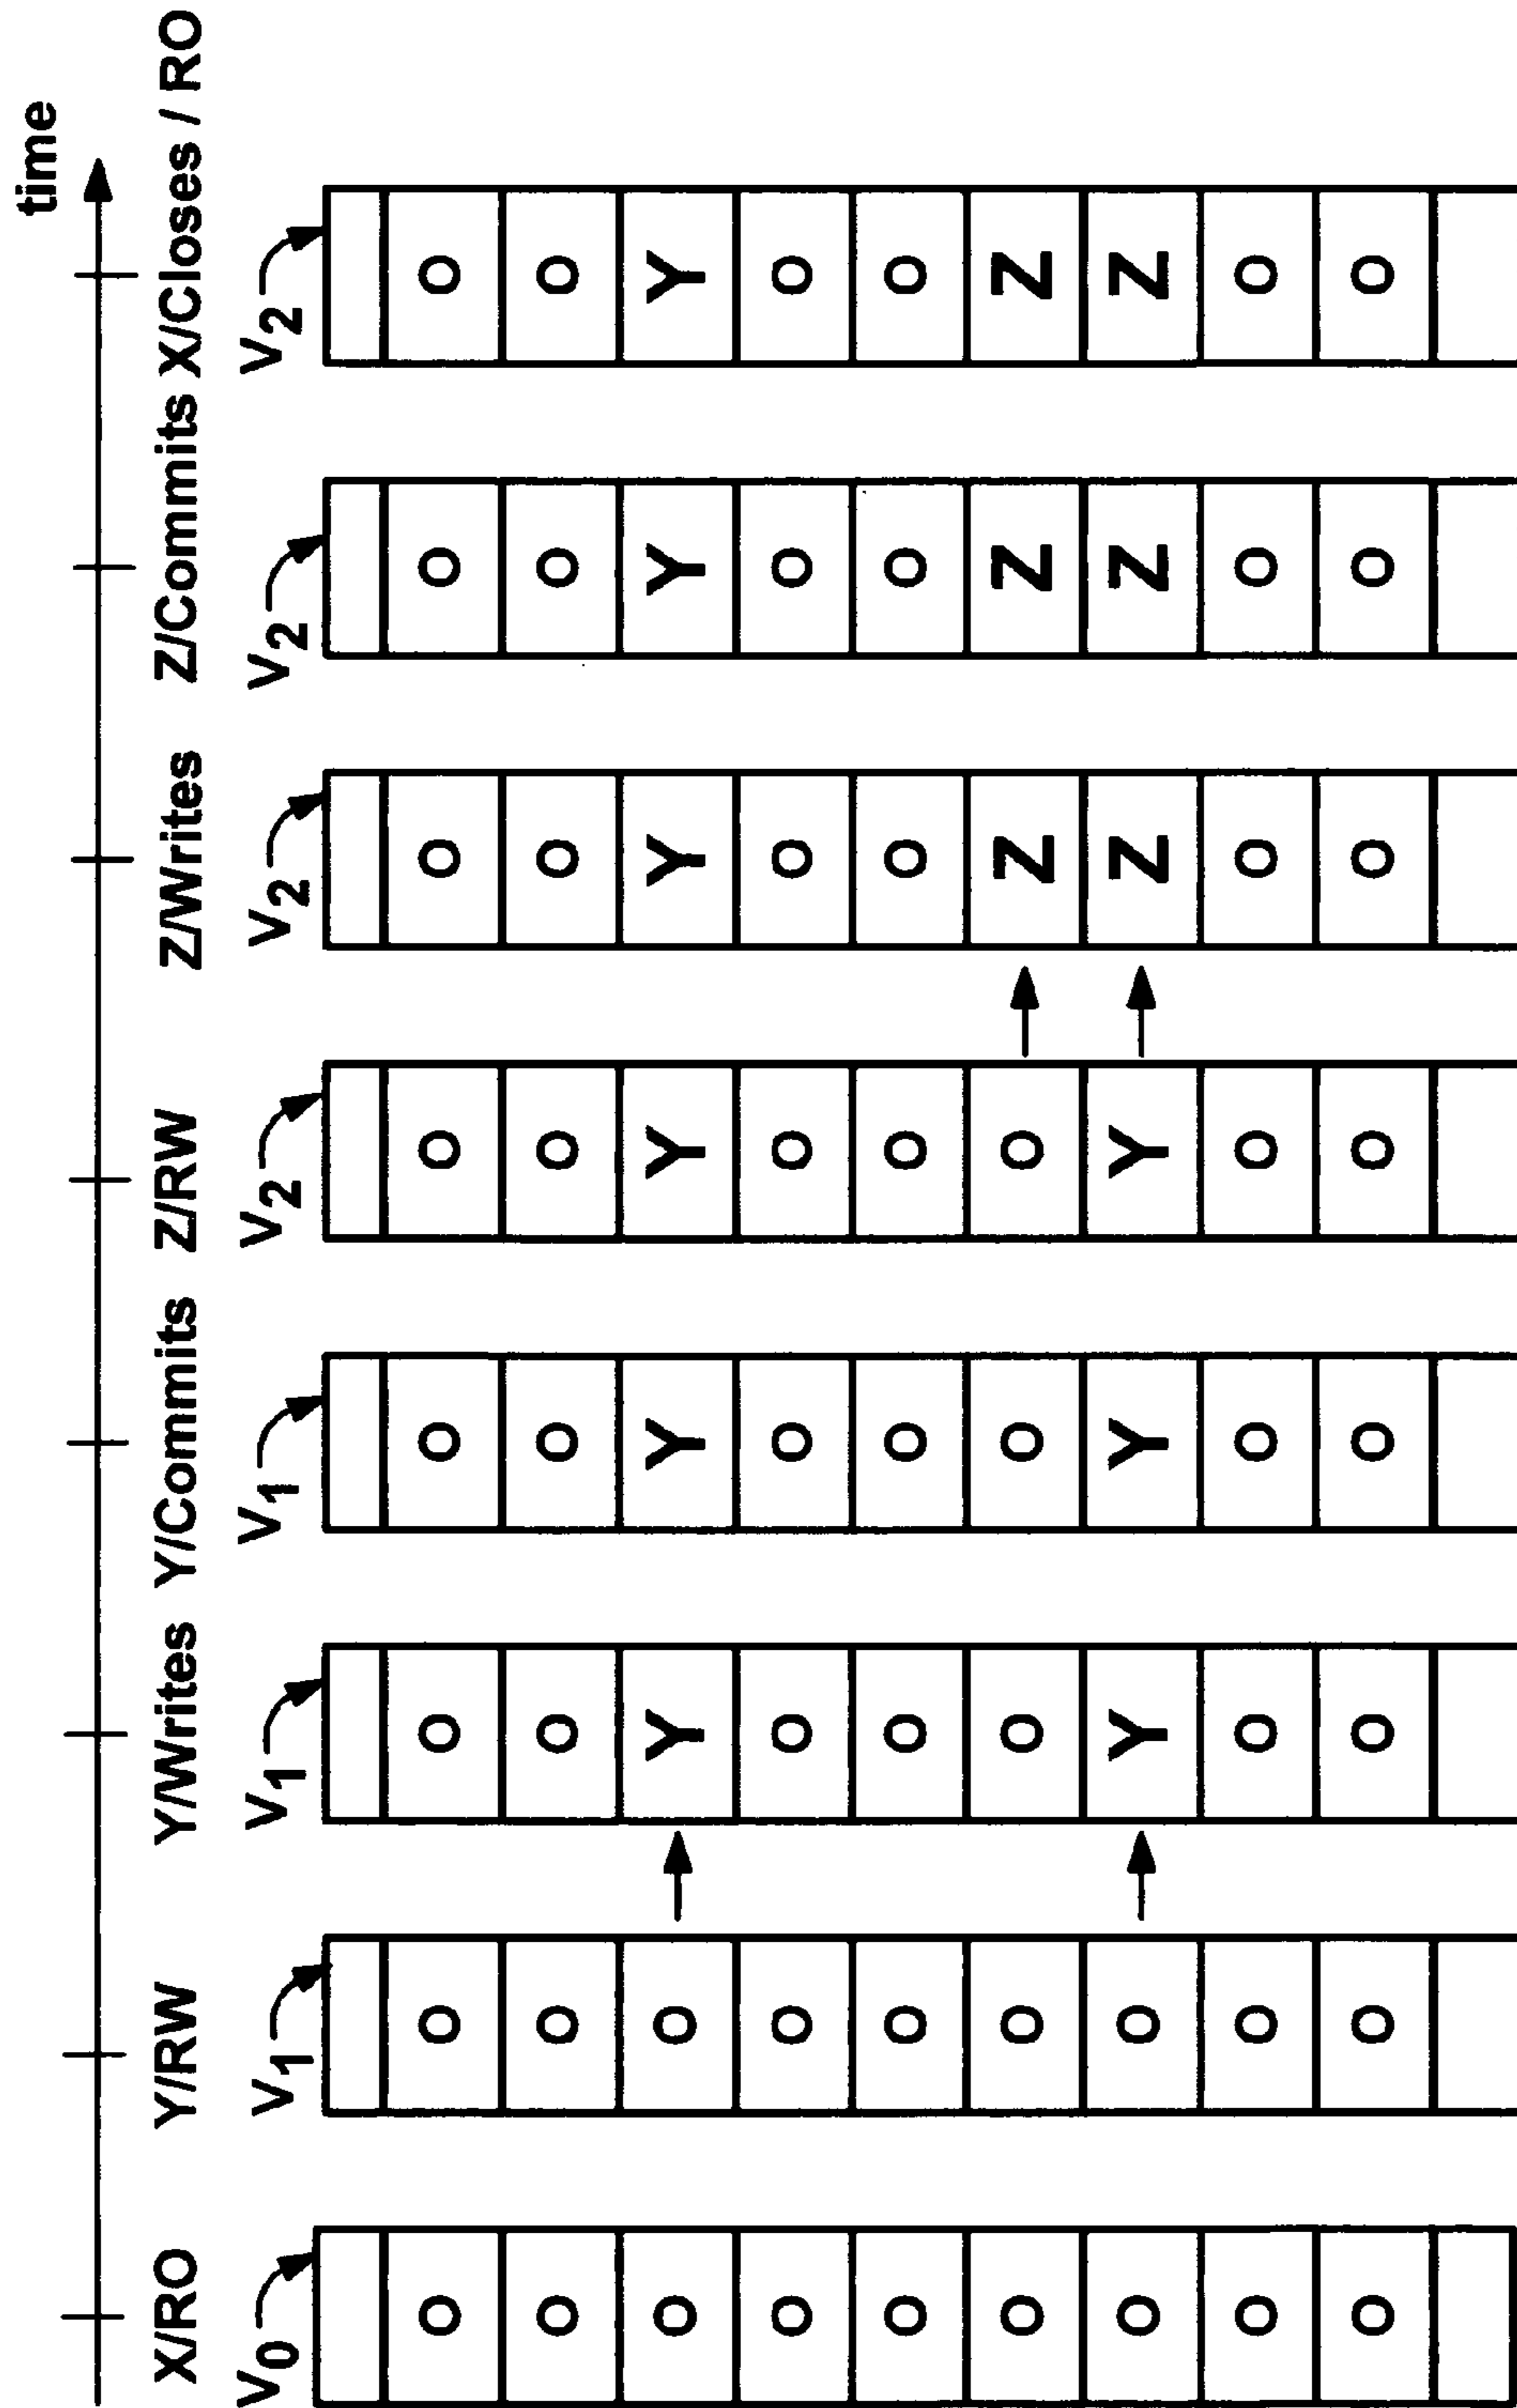 time
X/RO Y/RW Y/Writes Y/Commits Z/RW Z/Writes Z/Commits X/Closes / RO
V0 V1 V1 V1 V2 V2 V2 V2
O O O O O O O O
O O O O O O O O
O O Y Y Y Y Y Y
O O O O O O O O
O O O O O O O O
O O O O O Z Z Z
O O Y Y Y Z Z Z
O O O O O O O O
O O O O O O O O